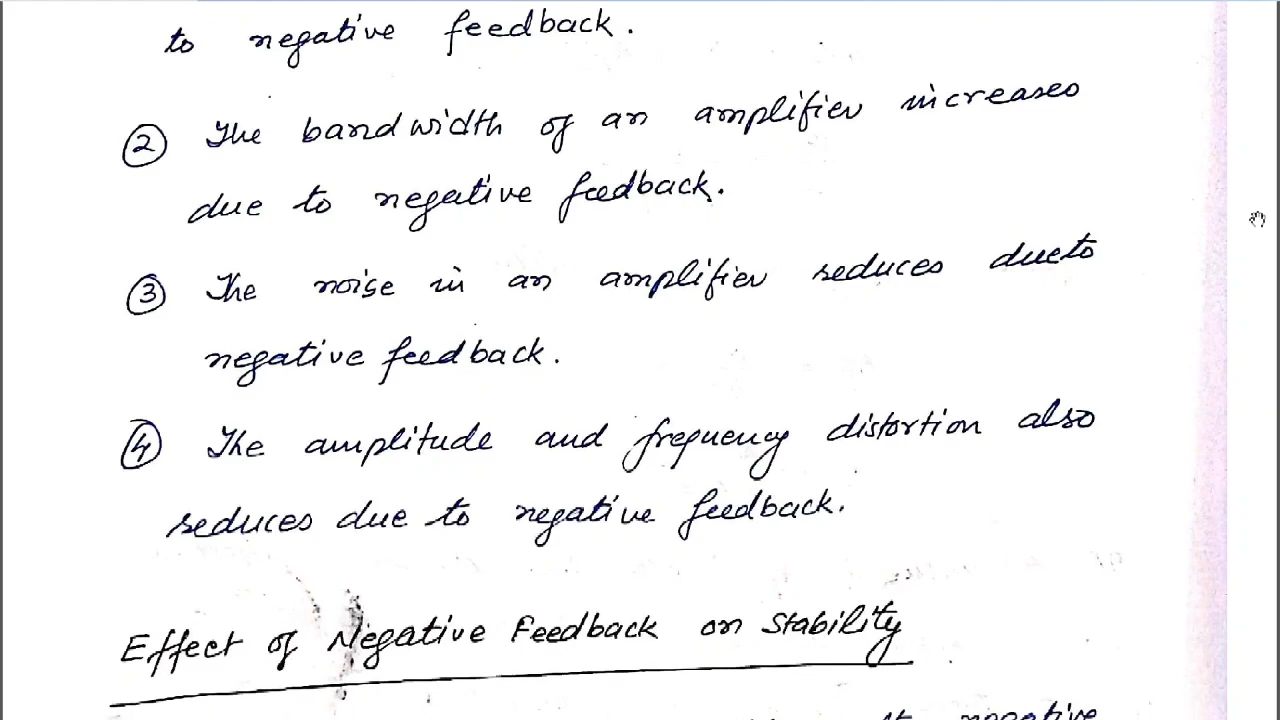 to negative feedback.
② The bandwidth of an amplifier increases
due to negative feedback.
③ The noise in an amplifier reduces dueto
negative feedback.
④ The amplitude and frequency distortion also
reduces due to negative feedback.
Effect of Negative Feedback on Stability
negative